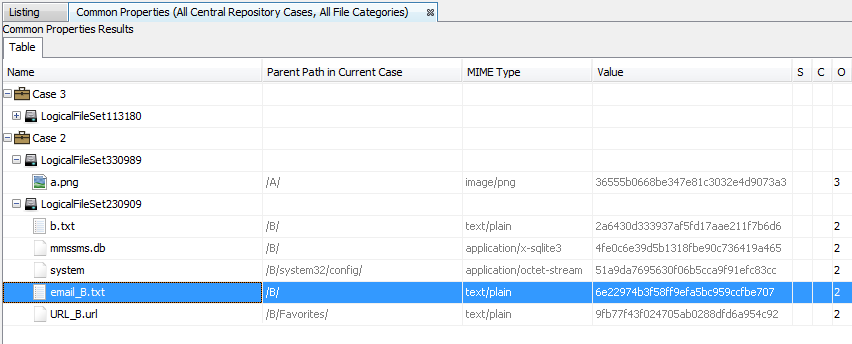 Listing Common Properties (All Central Repository Cases, All File Categories)
Common Properties Results
Table
Name Parent Path in Current Case MIME Type Value S C O
Case 3
LogicalFileSet113180
Case 2
LogicalFileSet330989
a.png /A/ image/png 36555b0668be347e81c3032e4d9073a3 3
LogicalFileSet230909
b.txt /B/ text/plain 2a6430d333937af5fd17aae211f7b6d6 2
mmssms.db /B/ application/x-sqlite3 4fe0c6e39d5b1318fbe90c736419a465 2
system /B/system32/config/ application/octet-stream 51a9da7695630f06b5cca9f91efc83cc 2
email_B.txt /B/ text/plain 6e22974b3f58ff9efa5bc959ccfbe707 2
URL_B.url /B/Favorites/ 9fb77f43f024705ab0288dfd6a954c92 2